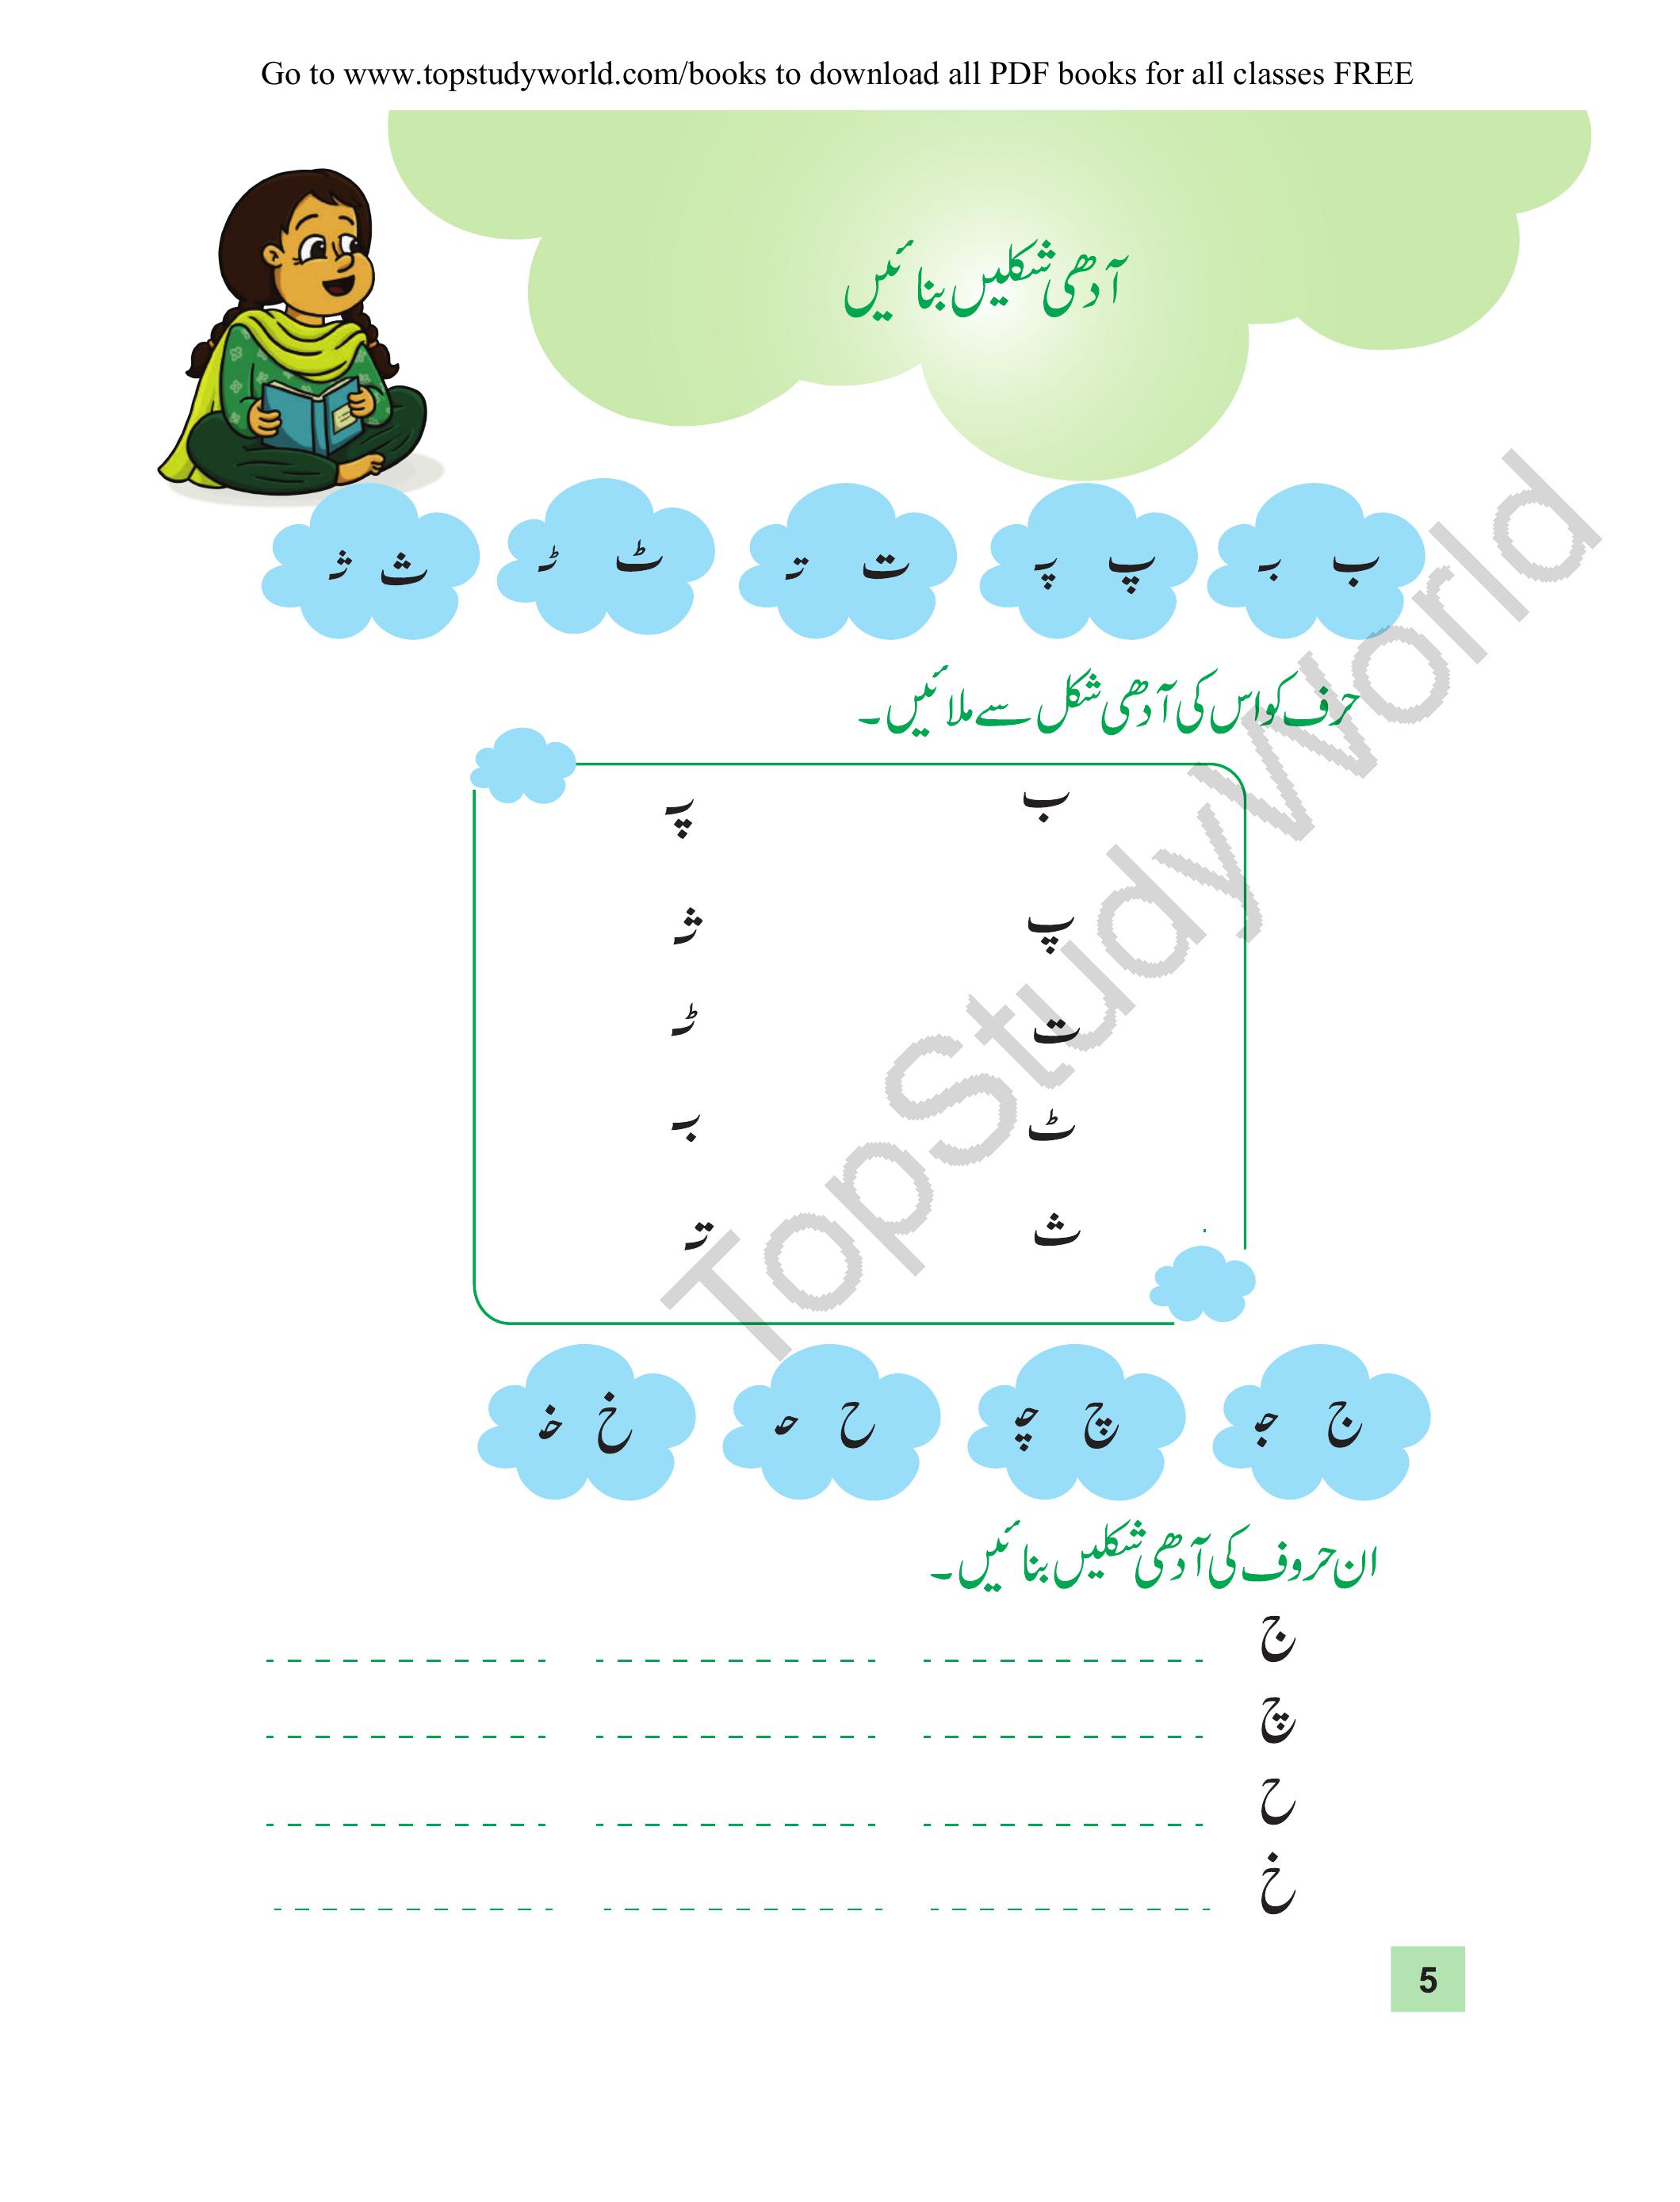 Go to www.topstudyworld.com/books to download all PDF books for all classes FREE
آدھی شکلیں بنائیں
ب بـ پ پـ ت تـ ٹ ٹـ ث ثـ
حرف کو اس کی آدھی شکل سے ملائیں۔
ب پـ
پ ثـ
ت ٹـ
ٹ بـ
ث تـ
ج جـ چ چـ ح حـ خ خـ
ان حروف کی آدھی شکلیں بنائیں۔
ج
چ
ح
خ
5
TopStudyWorld